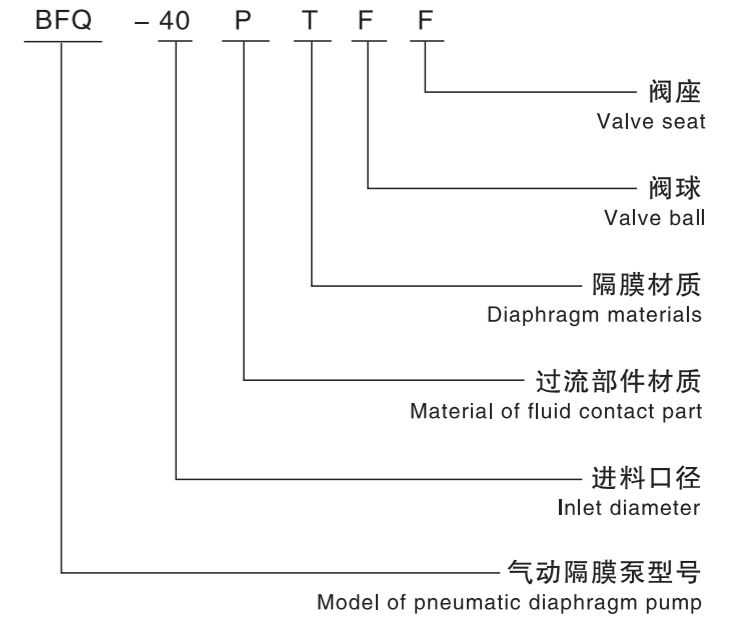 BFQ -40 P T F F
阀座
Valve seat
阀球
Valve ball
隔膜材质
Diaphragm materials
过流部件材质
Material of fluid contact part
进料口径
Inlet diameter
气动隔膜泵型号
Model of pneumatic diaphragm pump